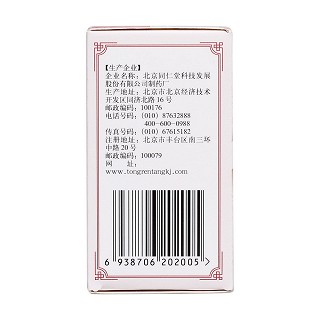 【生产企业】
企业名称：北京同仁堂科技发展
股份有限公司制药厂
生产地址：北京市北京经济技术
开发区同济北路16号
邮政编码：100176
电话号码：(010) 87632888
400-600-0988
传真号码：(010) 67615182
注册地址：北京市丰台区南三环
中路20号
邮政编码：100079
网　　址：
www.tongrentangkj.com
6 938706 202005 >